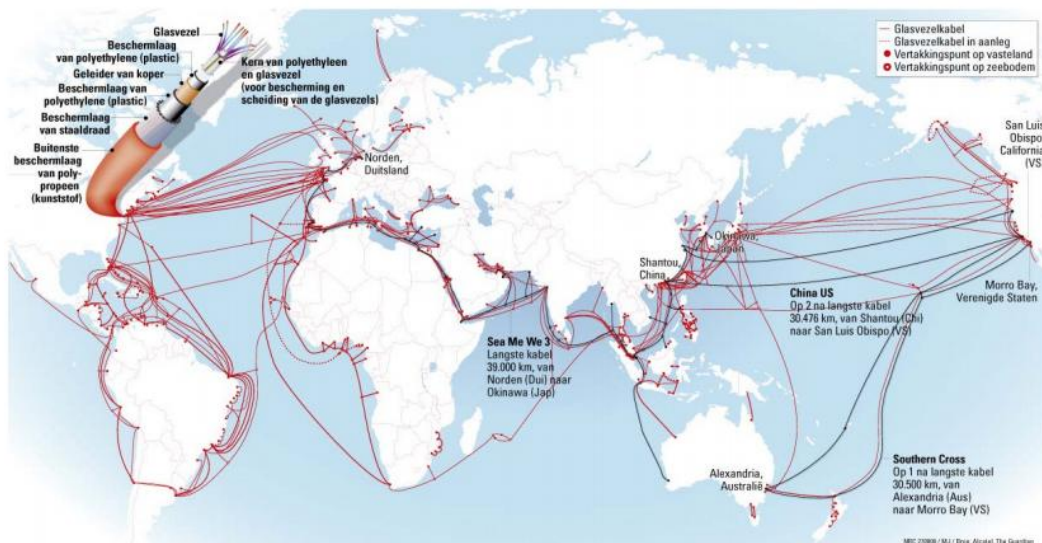 Glasvezel
Beschermlaag
van polyethylene (plastic)
Geleider van koper
Beschermlaag van
polyethylene (plastic)
Beschermlaag
van staaldraad
Buitenste
beschermlaag
van poly-
propeen
(kunststof)
Kern van polyethyleen
en glasvezel
(voor bescherming en
scheiding van de glasvezels)
Glasvezelkabel
Glasvezelkabel in aanleg
Vertakkingspunt op vasteland
Vertakkingspunt op zeebodem
San Luis
Obispo
California
(VS)
Norden,
Duitsland
Okinawa,
Japan
Shantou,
China
Morro Bay,
Verenigde Staten
China US
Op 2 na langste kabel
30.476 km, van Shantou (Chi)
naar San Luis Obispo (VS)
Sea Me We 3
Langste kabel
39.000 km, van
Norden (Dui) naar
Okinawa (Jap)
Alexandria,
Australië
Southern Cross
Op 1 na langste kabel
30.500 km, van
Alexandria (Aus)
naar Morro Bay (VS)